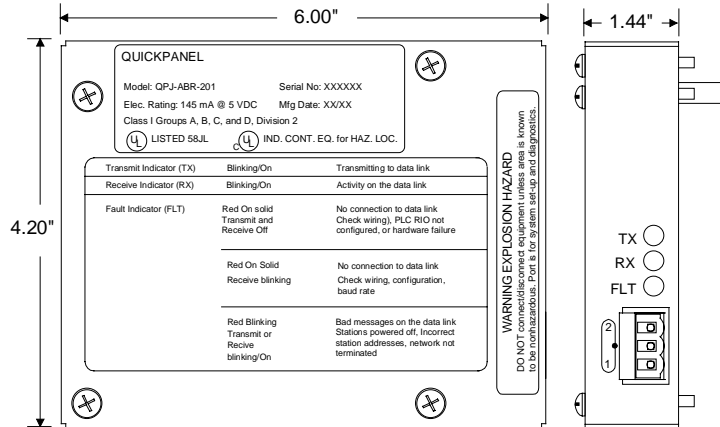 6.00"
1.44"
4.20"
QUICKPANEL
Model: QPJ-ABR-201 Serial No: XXXXXX
Elec. Rating: 145 mA @ 5 VDC Mfg Date: XX/XX
Class I Groups A, B, C, and D, Division 2
UL LISTED 58JL C UL IND. CONT. EQ. for HAZ. LOC.
Transmit Indicator (TX) Blinking/On Transmitting to data link
Receive Indicator (RX) Blinking/On Activity on the data link
Fault Indicator (FLT) Red On solid No connection to data link
Transmit and Check wiring), PLC RIO not
Receive Off configured, or hardware failure
Red On Solid No connection to data link
Receive blinking Check wiring, configuration,
baud rate
Red Blinking Bad messages on the data link
Transmit or Stations powered off, Incorrect
Recive station addresses, network not
blinking/On terminated
WARNING EXPLOSION HAZARD
DO NOT connect/disconnect equipment unless area is known
to be nonhazardous. Port is for system set-up and diagnostics.
TX
RX
FLT
2
1